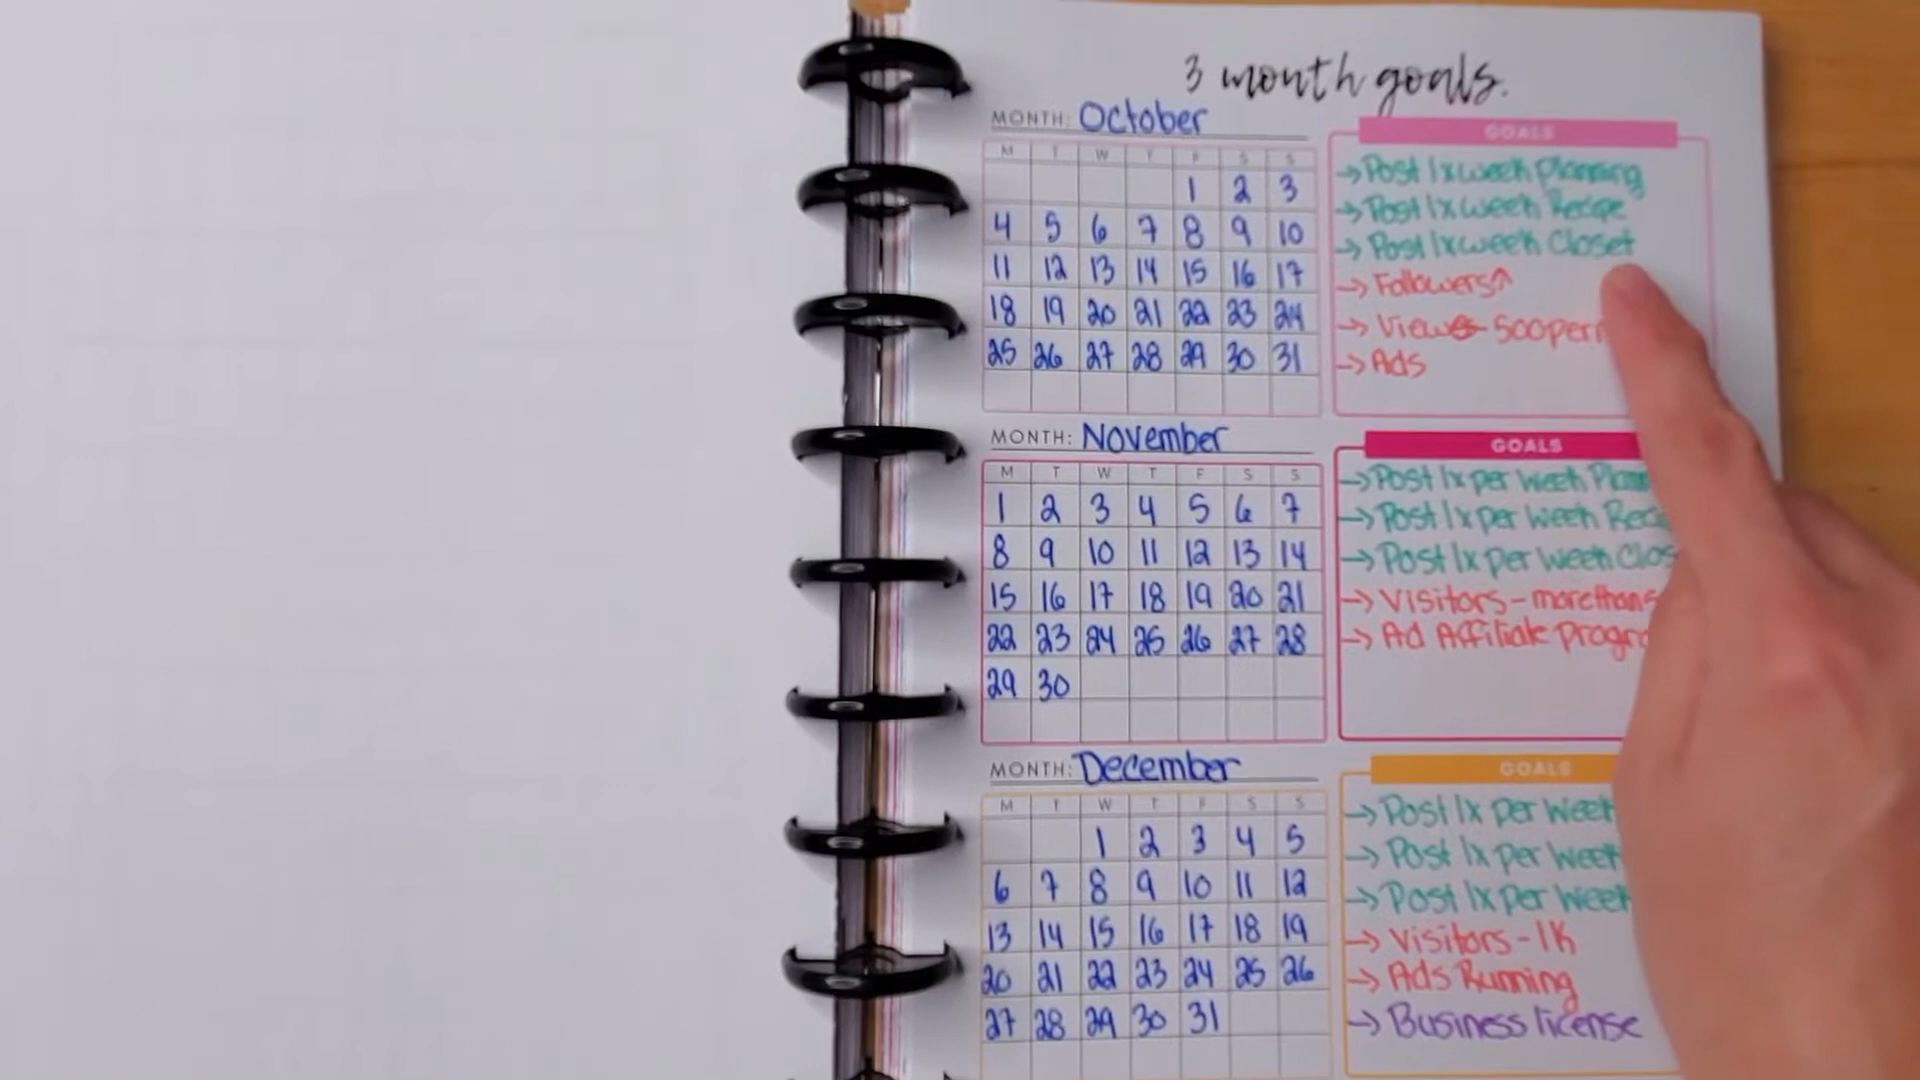 3 month goals.
MONTH: October
GOALS
M T W T F S S
1 2 3
4 5 6 7 8 9 10
11 12 13 14 15 16 17
18 19 20 21 22 23 24
25 26 27 28 29 30 31
→ Post 1x week Planning
→ Post 1x week Recipe
→ Post 1x week Closet
→ Followers↑
→ Views 500 per
→ Ads
MONTH: November
GOALS
M T W T F S S
1 2 3 4 5 6 7
8 9 10 11 12 13 14
15 16 17 18 19 20 21
22 23 24 25 26 27 28
29 30
→ Post 1x per week Plann
→ Post 1x per week Rec
→ Post 1x per week Clos
→ Visitors - more than
→ Ad Affiliate progra
MONTH: December
GOALS
M T W T F S S
1 2 3 4 5
6 7 8 9 10 11 12
13 14 15 16 17 18 19
20 21 22 23 24 25 26
27 28 29 30 31
→ Post 1x per week
→ Post 1x per week
→ Post 1x per week
→ Visitors - 1K
→ Ads Running
→ Business license